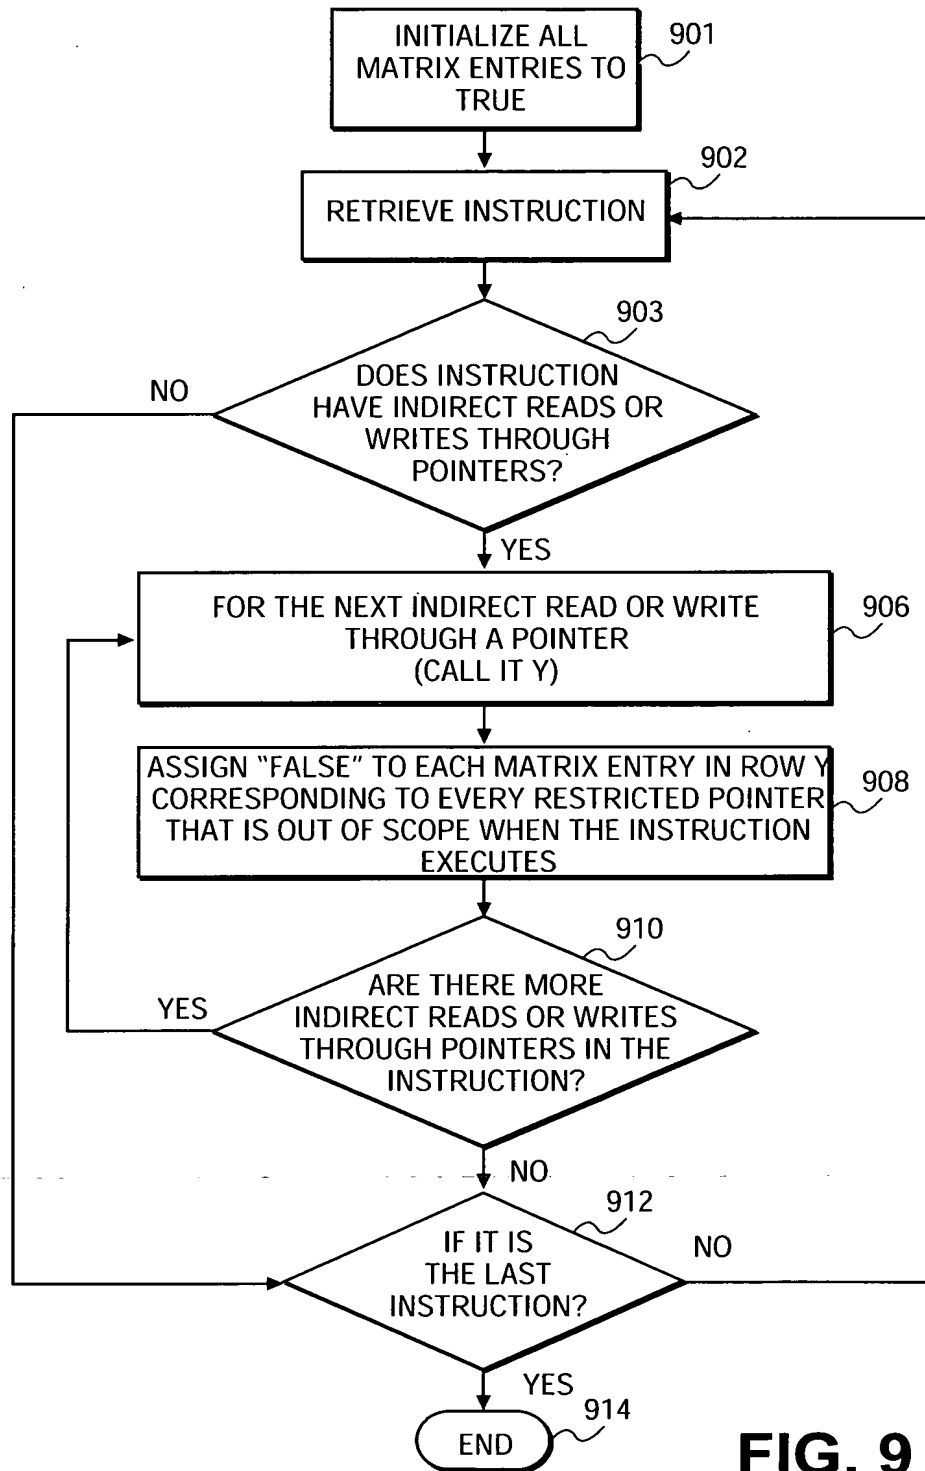 INITIALIZE ALL
MATRIX ENTRIES TO
TRUE
901
902
RETRIEVE INSTRUCTION
903
DOES INSTRUCTION
HAVE INDIRECT READS OR
WRITES THROUGH
POINTERS?
NO
YES
FOR THE NEXT INDIRECT READ OR WRITE
THROUGH A POINTER
(CALL IT Y)
906
ASSIGN "FALSE" TO EACH MATRIX ENTRY IN ROW Y
CORRESPONDING TO EVERY RESTRICTED POINTER
THAT IS OUT OF SCOPE WHEN THE INSTRUCTION
EXECUTES
908
910
ARE THERE MORE
INDIRECT READS OR WRITES
THROUGH POINTERS IN THE
INSTRUCTION?
YES
NO
912
IF IT IS
THE LAST
INSTRUCTION?
NO
YES
914
END
FIG. 9